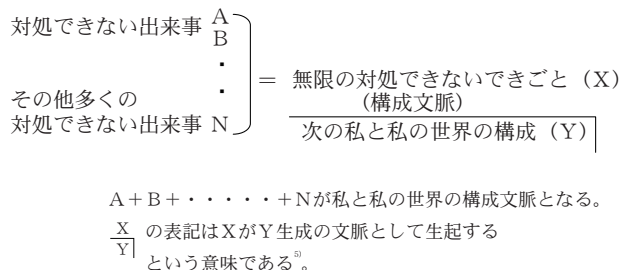 対処できない出来事 A
B
・
その他多くの ・
対処できない出来事 N
= 無限の対処できないできごと（X）
（構成文脈）
次の私と私の世界の構成（Y）
A＋B＋・・・・・＋Nが私と私の世界の構成文脈となる。
X の表記はXがY生成の文脈として生起する
Y
という意味である5)。